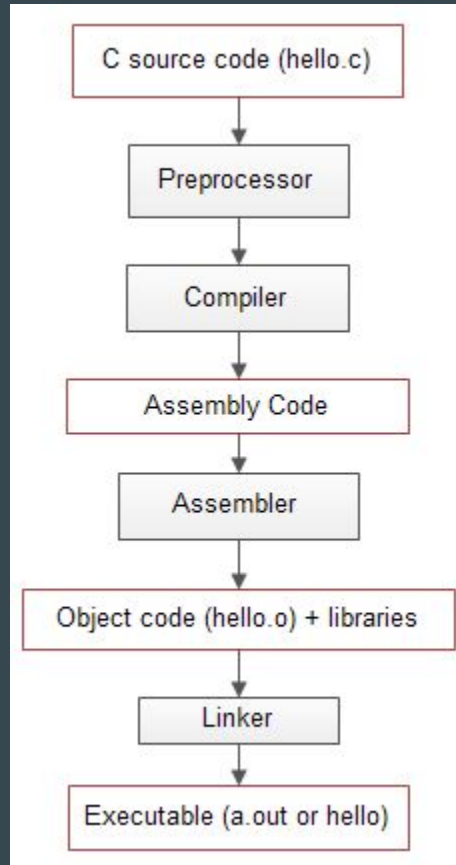 C source code (hello.c)
Preprocessor
Compiler
Assembly Code
Assembler
Object code (hello.o) + libraries
Linker
Executable (a.out or hello)